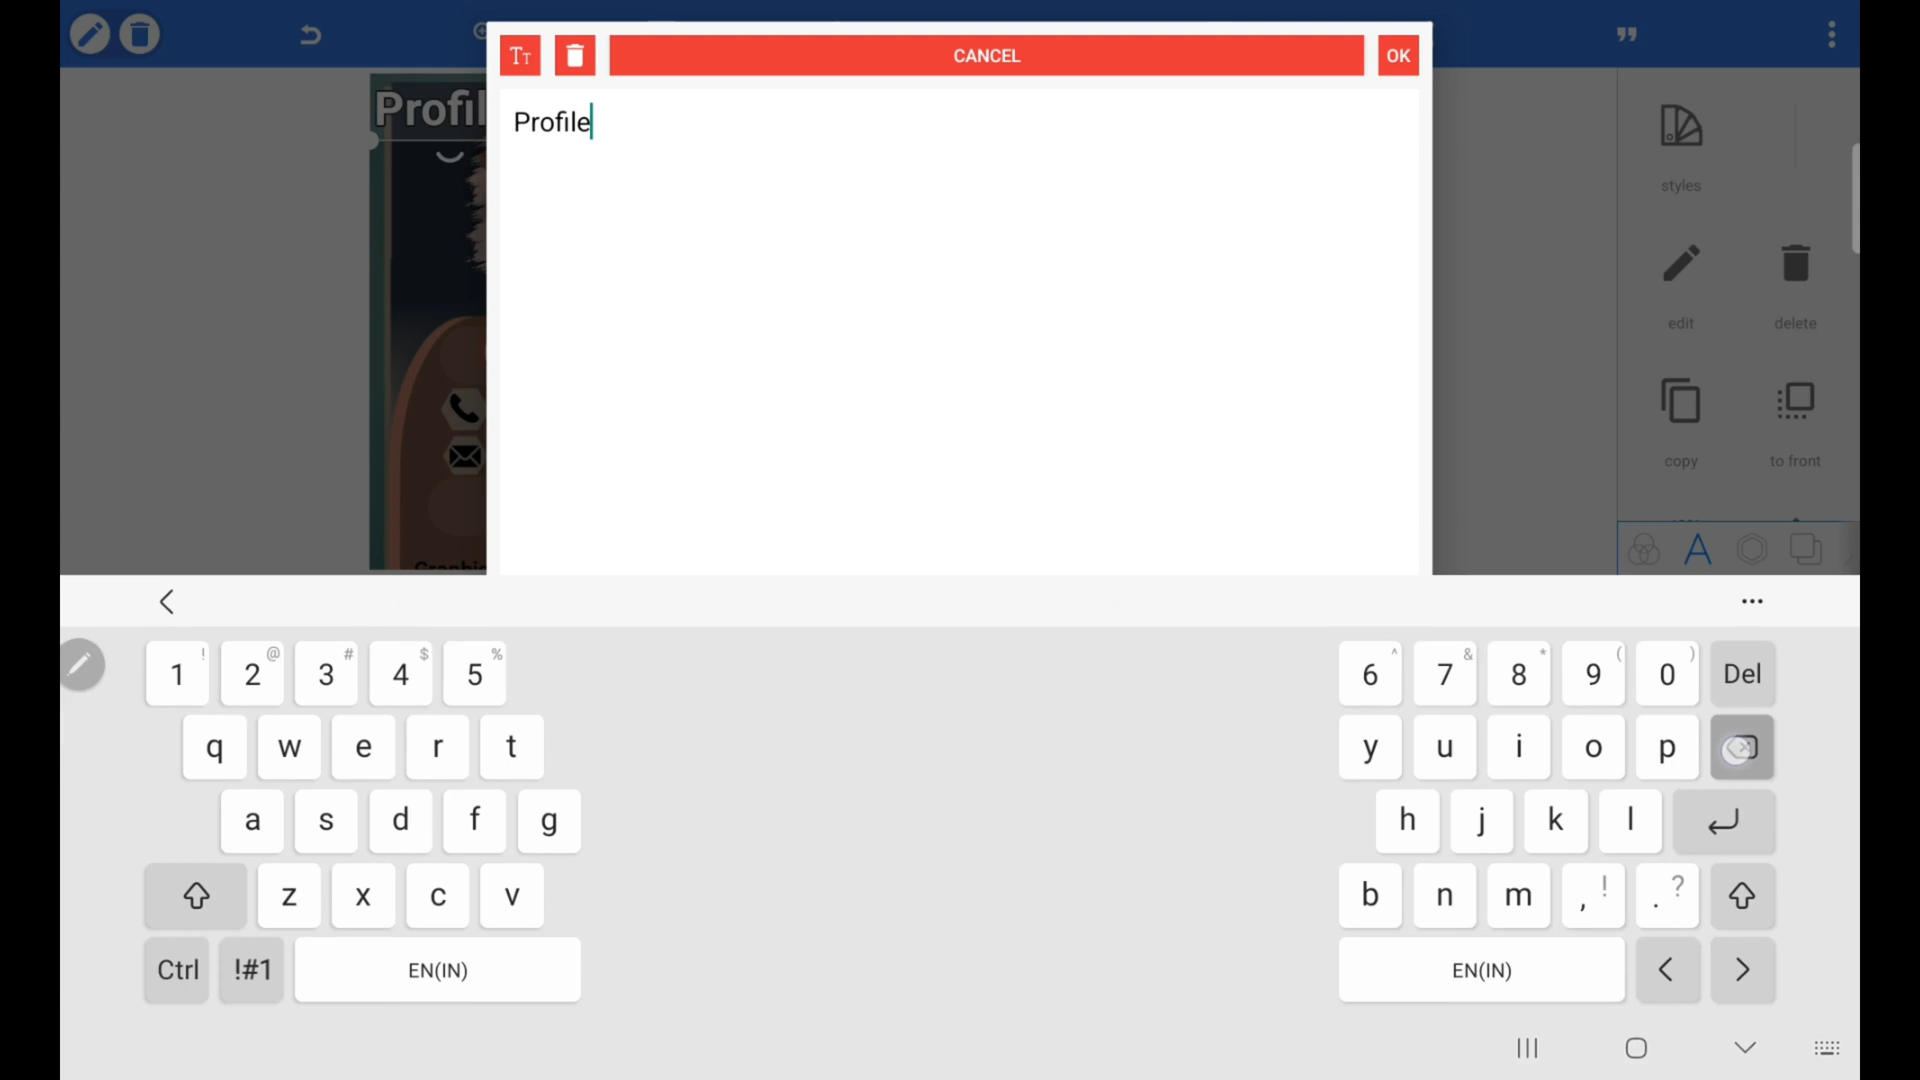 TT
CANCEL
OK
Profil
Profile
styles
edit
delete
copy
to front
A
1 ! 2 @ 3 # 4 $ 5 %
6 ^ 7 & 8 * 9 ( 0 ) Del
q w e r t
y u i o p
a s d f g
h j k l
z x c v
b n m , ! . ?
Ctrl !#1 EN(IN)
EN(IN) < >